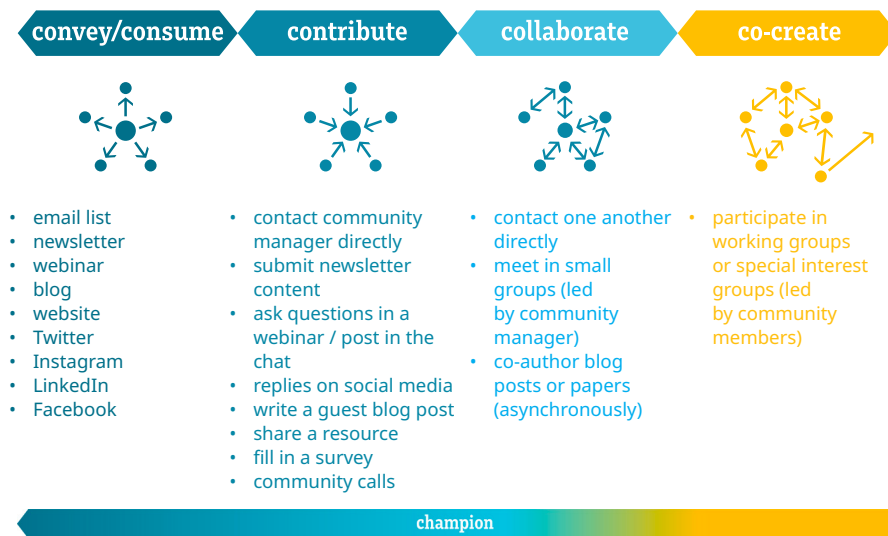 convey/consume
contribute
collaborate
co-create
• email list
• newsletter
• webinar
• blog
• website
• Twitter
• Instagram
• LinkedIn
• Facebook
• contact community
manager directly
• submit newsletter
content
• ask questions in a
webinar / post in the
chat
• replies on social media
• write a guest blog post
• share a resource
• fill in a survey
• community calls
• contact one another
directly
• meet in small
groups (led
by community
manager)
• co-author blog
posts or papers
(asynchronously)
• participate in
working groups
or special interest
groups (led
by community
members)
champion